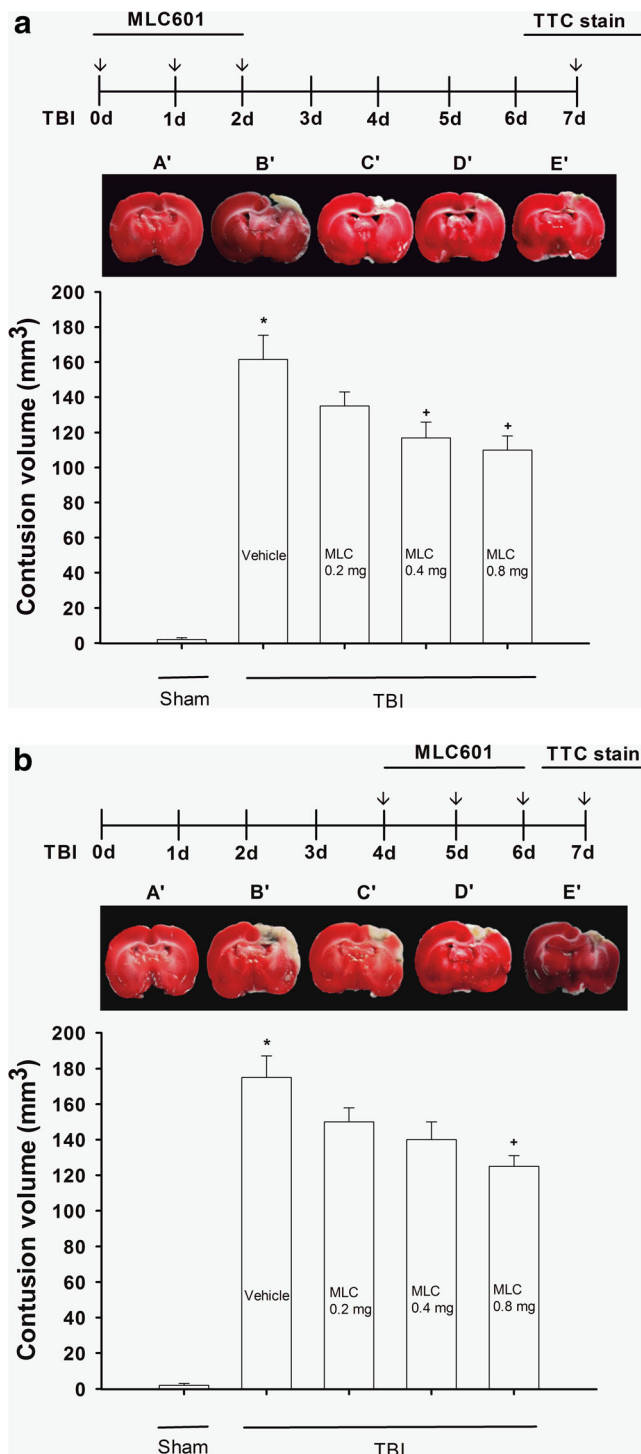 a
MLC601 TTC stain
TBI 0d 1d 2d 3d 4d 5d 6d 7d
A' B' C' D' E'
Contusion volume (mm³)
200
180
*
160
140
120
+ +
100
80
60
Vehicle MLC 0.2 mg MLC 0.4 mg MLC 0.8 mg
40
20
0
Sham TBI
b
MLC601 TTC stain
TBI 0d 1d 2d 3d 4d 5d 6d 7d
A' B' C' D' E'
Contusion volume (mm³)
200
*
180
160
140
+
120
100
80
60
Vehicle MLC 0.2 mg MLC 0.4 mg MLC 0.8 mg
40
20
0
Sham TBI